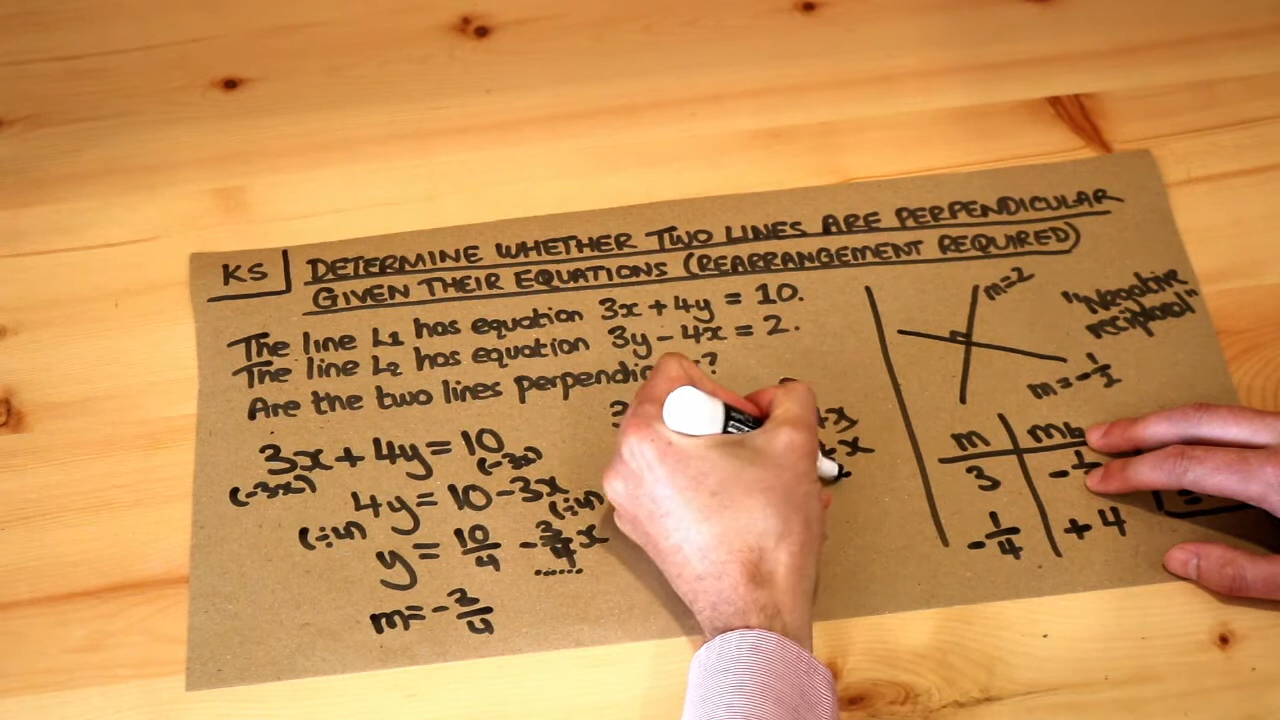 KS
DETERMINE WHETHER TWO LINES ARE PERPENDICULAR
GIVEN THEIR EQUATIONS (REARRANGEMENT REQUIRED)
The line L1 has equation 3x + 4y = 10.
The line L2 has equation 3y - 4x = 2.
Are the two lines ?
3x + 4y = 10
(-3x) (-3x)
4y = 10 - 3x
(÷4) (÷4)
y = 10/4 - 3/4 x
m = - 3/4
m=2
"Negative
reciprocal"
m = - 1/2
m
3
- 1/4 + 4